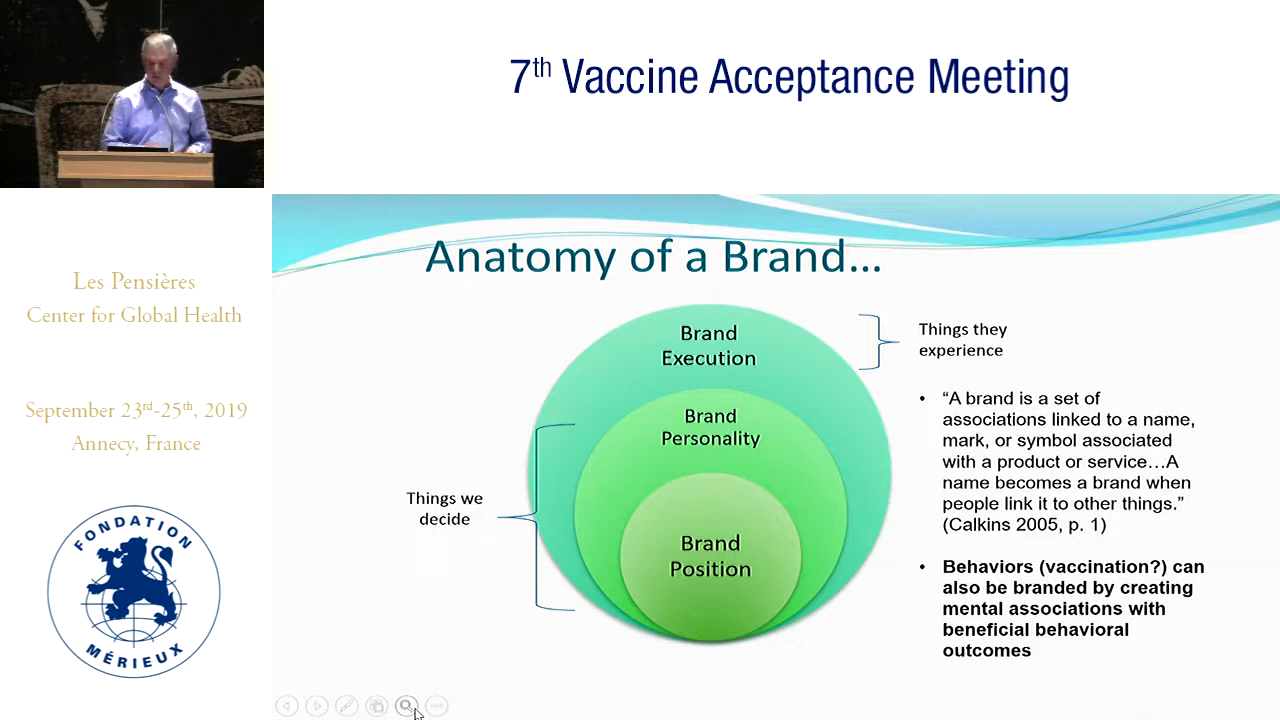 7th Vaccine Acceptance Meeting
Les Pensières
Center for Global Health
September 23rd-25th, 2019
Annecy, France
FONDATION
MÉRIEUX
Anatomy of a Brand...
Brand
Execution
Brand
Personality
Brand
Position
Things we
decide
Things they
experience
• “A brand is a set of
associations linked to a name,
mark, or symbol associated
with a product or service…A
name becomes a brand when
people link it to other things.”
(Calkins 2005, p. 1)
• Behaviors (vaccination?) can
also be branded by creating
mental associations with
beneficial behavioral
outcomes